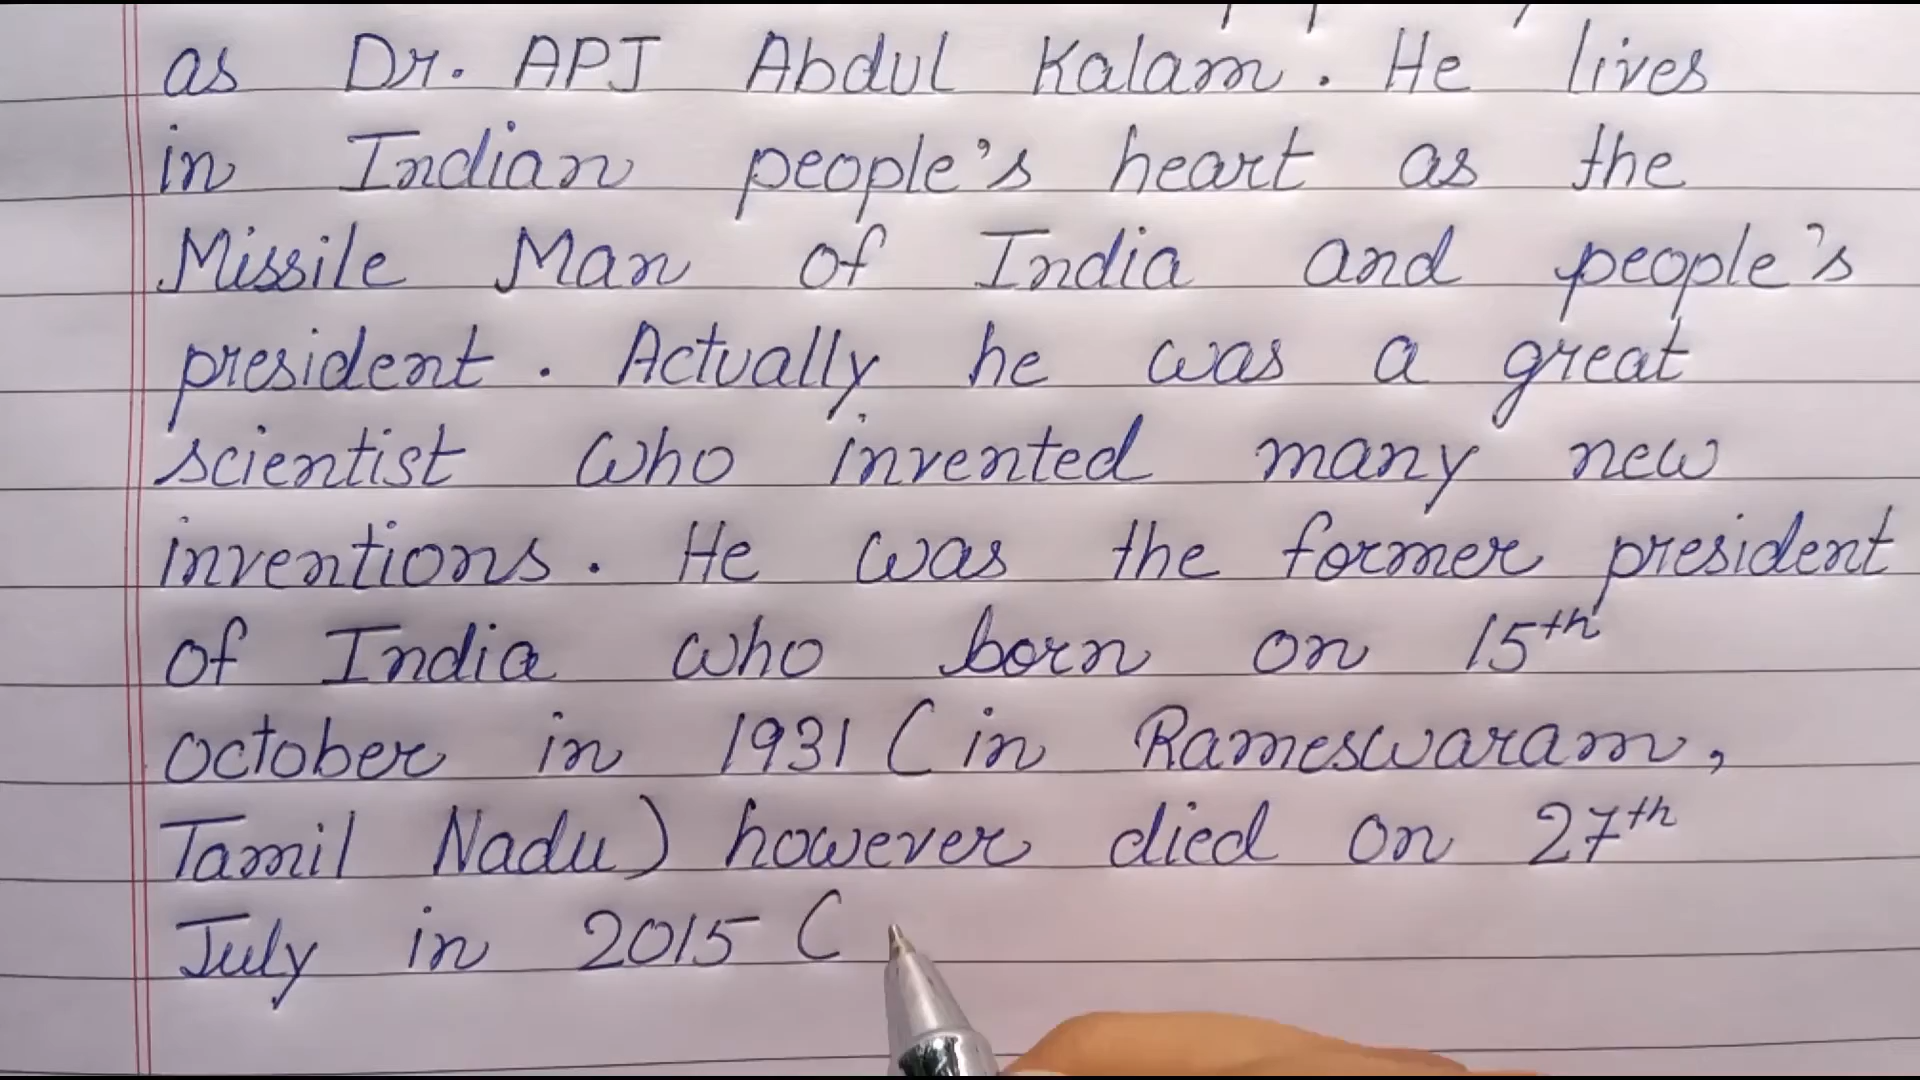 as Dr. APJ Abdul Kalam. He lives
in Indian people's heart as the
Missile Man of India and people's
president. Actually he was a great
scientist who invented many new
inventions. He was the former president
of India who born on 15th
october in 1931 (in Rameswaram,
Tamil Nadu) however died on 27th
July in 2015 (